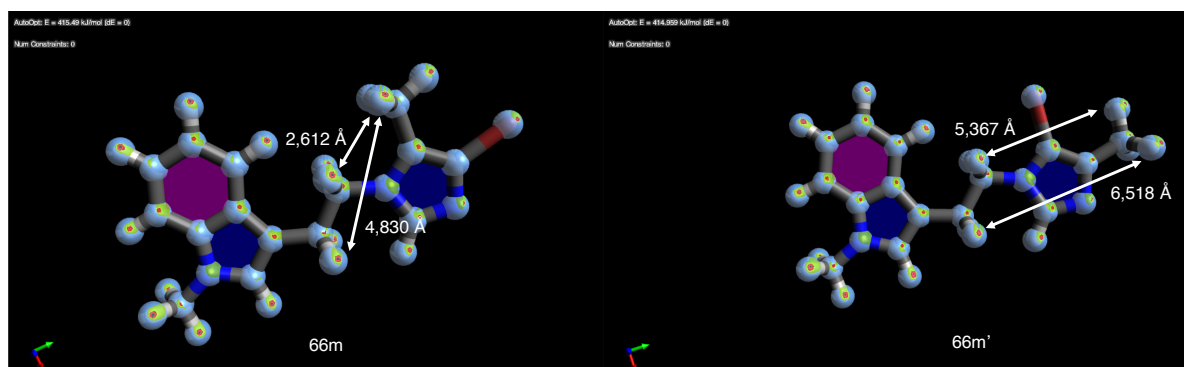 AutoOpt: E = 415.49 kJ/mol (dE = 0)
Num Constraints: 0
2,612 Å
4,830 Å
66m
AutoOpt: E = 414.959 kJ/mol (dE = 0)
Num Constraints: 0
5,367 Å
6,518 Å
66m’